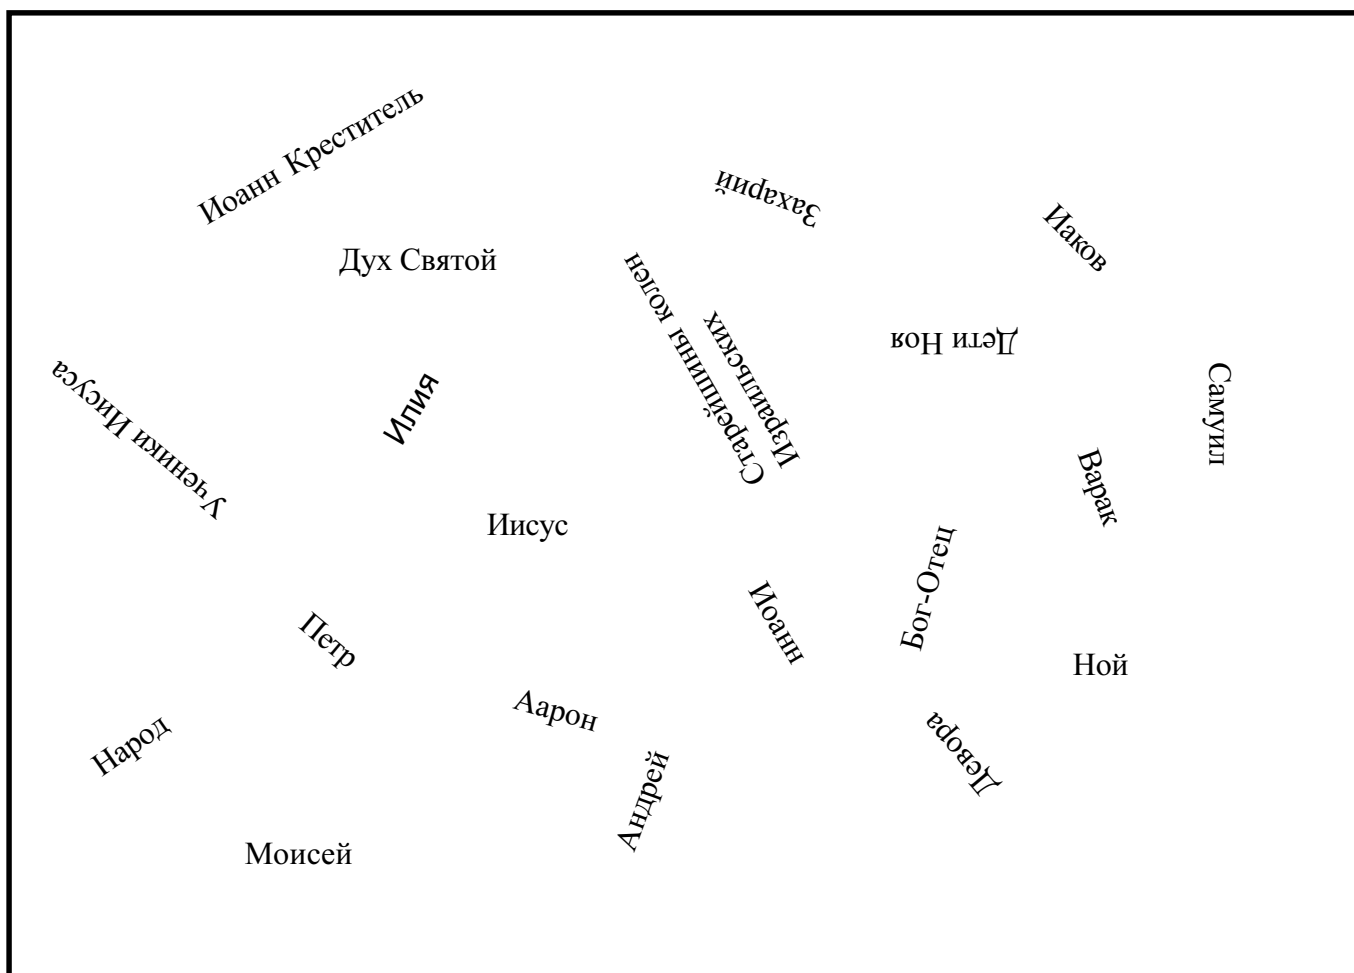 Иоанн Креститель
Захарий
Иаков
Дух Святой
Старейшины колен
Израильских
Дети Ноя
Ученики Иисуса
Илия
Самуил
Варак
Иисус
Бог-Отец
Иоанн
Петр
Ной
Аарон
Народ
Девора
Андрей
Моисей